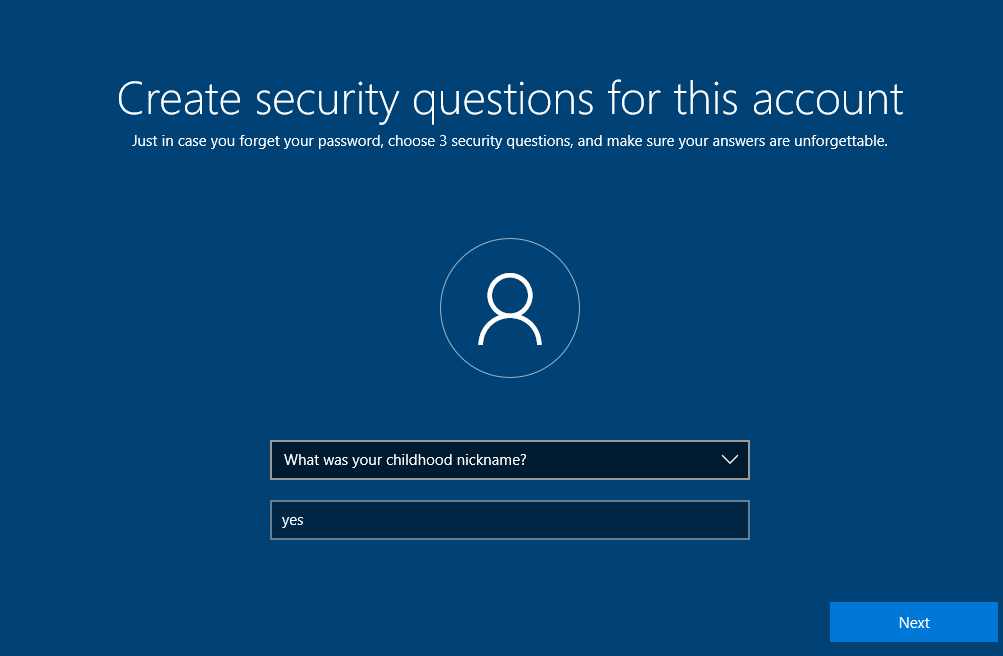 Create security questions for this account
Just in case you forget your password, choose 3 security questions, and make sure your answers are unforgettable.
What was your childhood nickname?
yes
Next